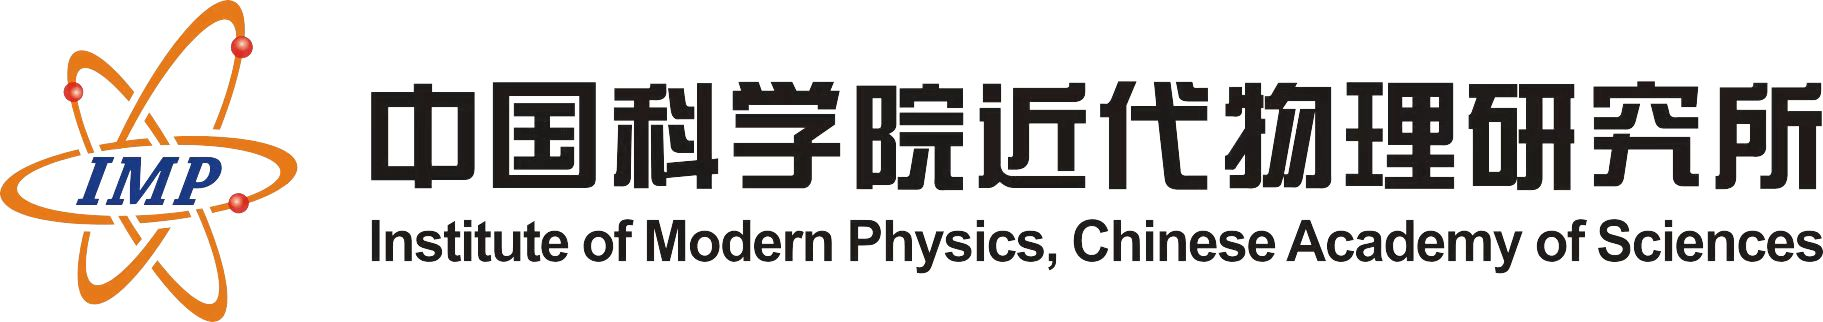 IMP
中国科学院近代物理研究所
Institute of Modern Physics, Chinese Academy of Sciences